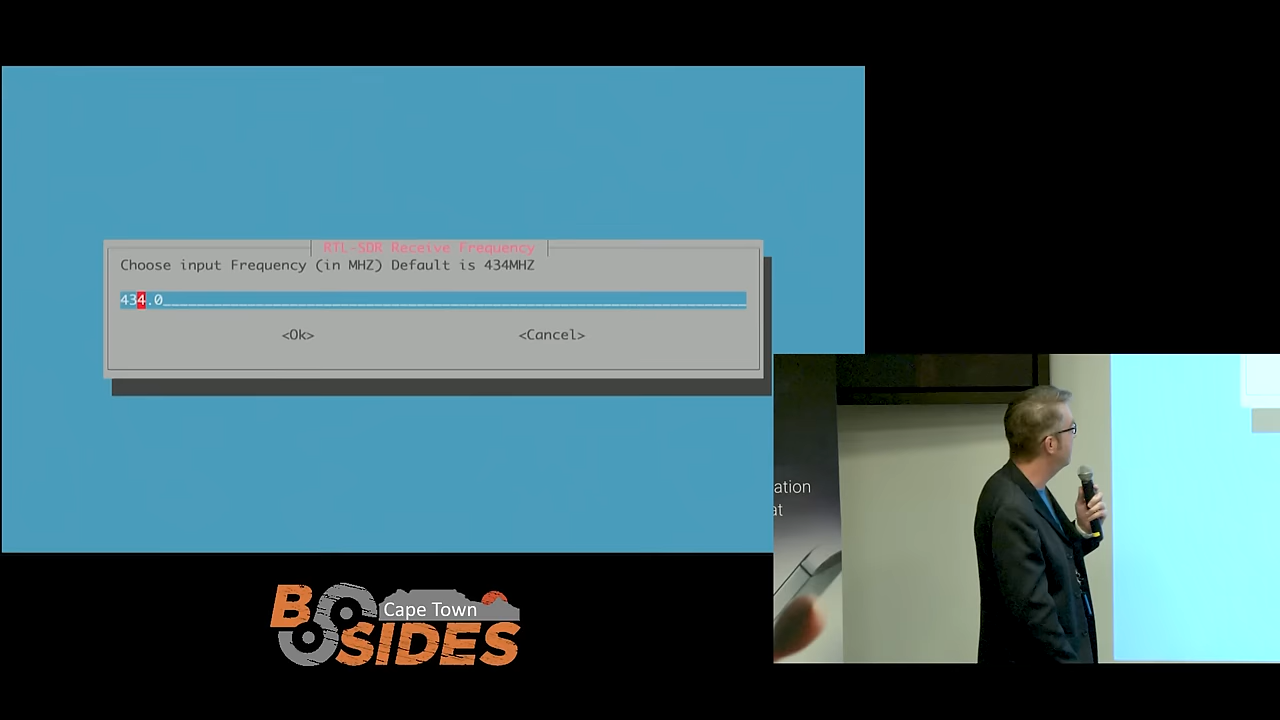 RTL-SDR Receive Frequency
Choose input Frequency (in MHZ) Default is 434MHZ
434.0
<Ok> <Cancel>
ation
at
Cape Town
BSIDES